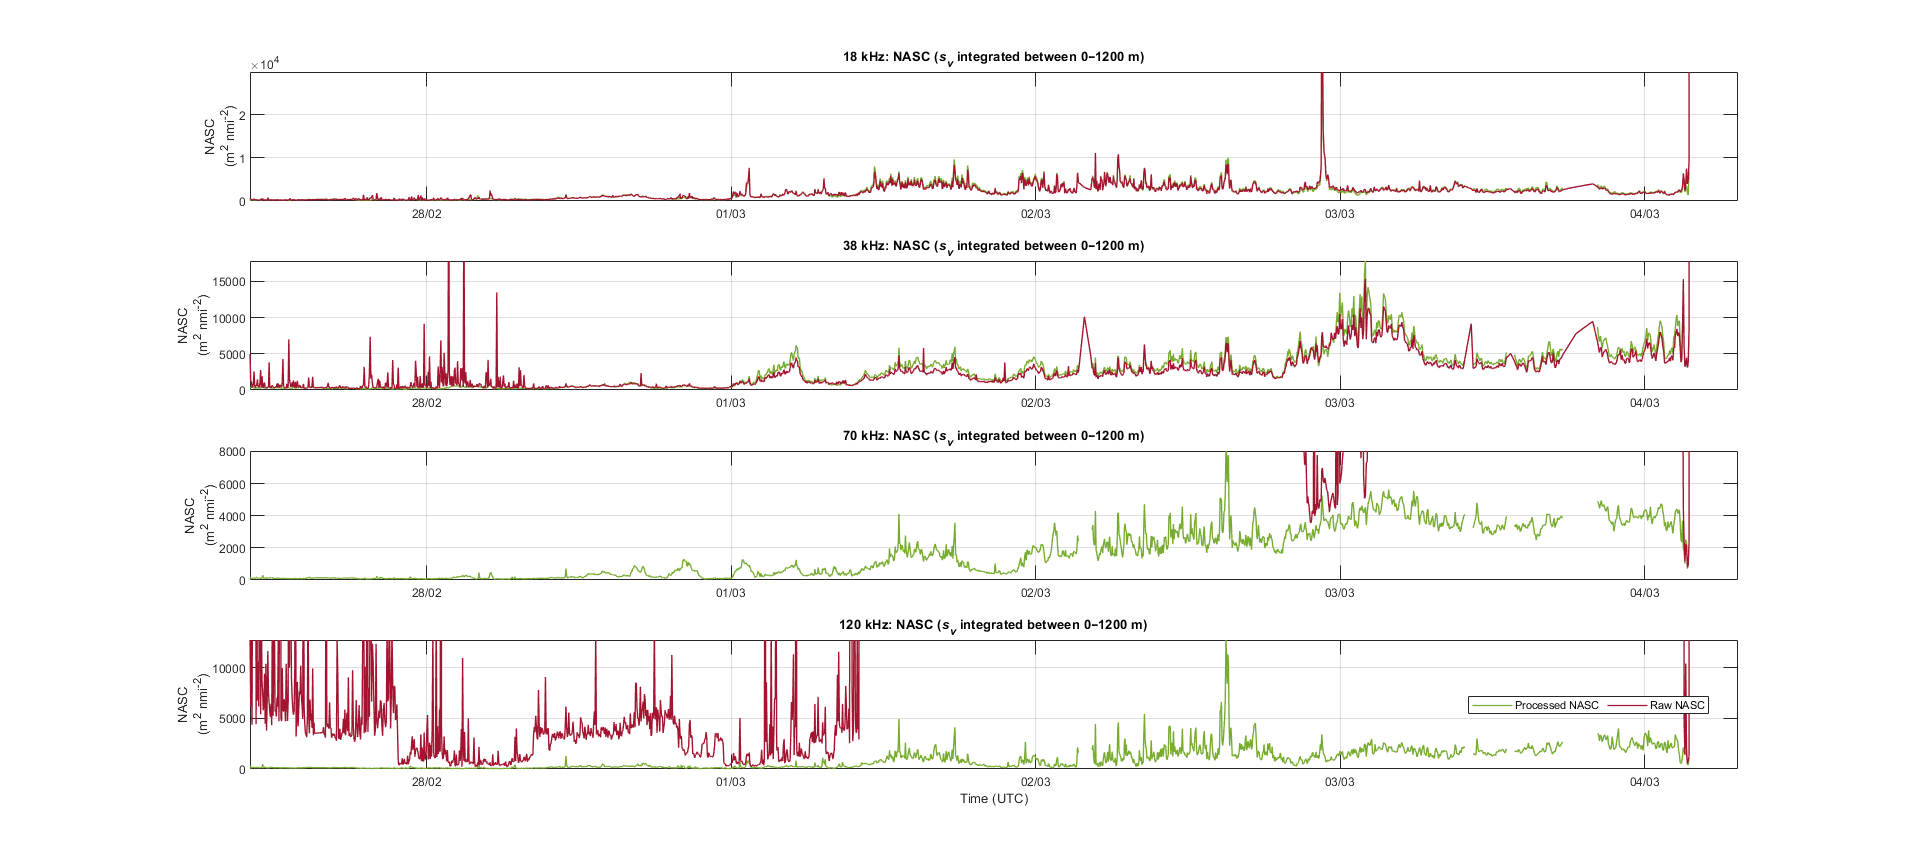 18 kHz: NASC (sv integrated between 0−1200 m)
×10⁴
NASC
(m² nmi⁻²)
2
1
0
28/02 01/03 02/03 03/03 04/03
38 kHz: NASC (sv integrated between 0−1200 m)
NASC
(m² nmi⁻²)
15000
10000
5000
0
28/02 01/03 02/03 03/03 04/03
70 kHz: NASC (sv integrated between 0−1200 m)
NASC
(m² nmi⁻²)
8000
6000
4000
2000
0
28/02 01/03 02/03 03/03 04/03
120 kHz: NASC (sv integrated between 0−1200 m)
NASC
(m² nmi⁻²)
10000
5000
0
Processed NASC Raw NASC
28/02 01/03 02/03 03/03 04/03
Time (UTC)